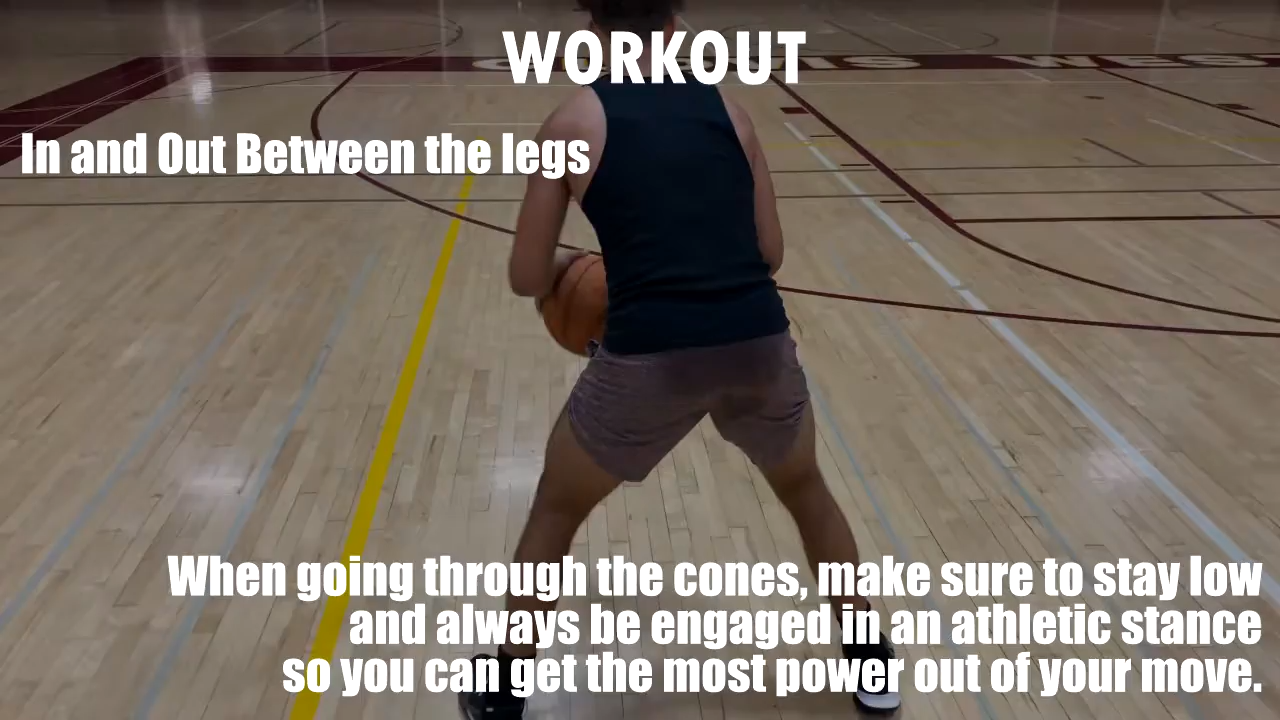 WORKOUT
In and Out Between the legs
When going through the cones, make sure to stay low
and always be engaged in an athletic stance
so you can get the most power out of your move.